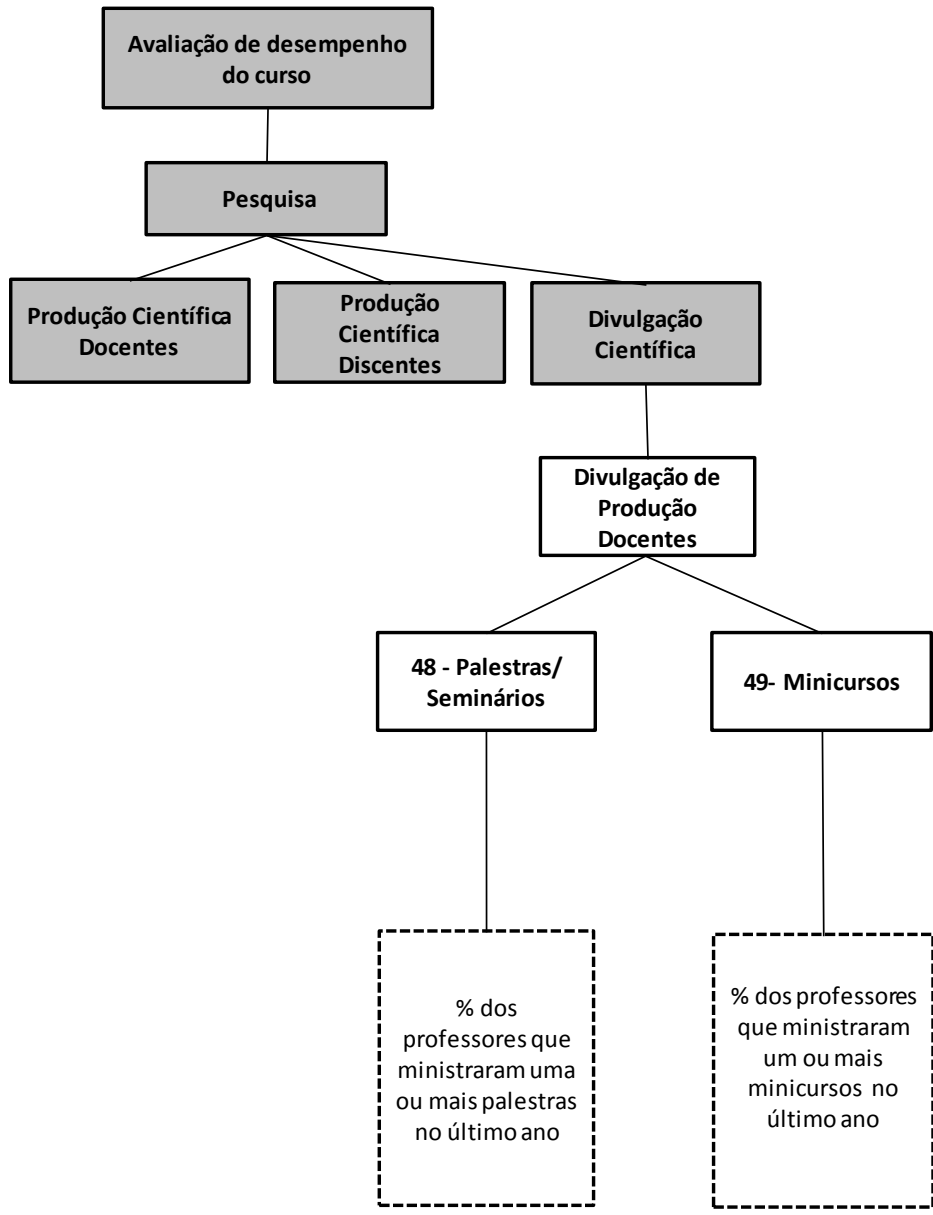 Avaliação de desempenho
do curso
Pesquisa
Produção Científica
Docentes
Produção
Científica
Discentes
Divulgação
Científica
Divulgação de
Produção
Docentes
48 - Palestras/
Seminários
49- Minicursos
% dos
professores que
ministraram uma
ou mais palestras
no último ano
% dos professores
que ministraram
um ou mais
minicursos no
último ano